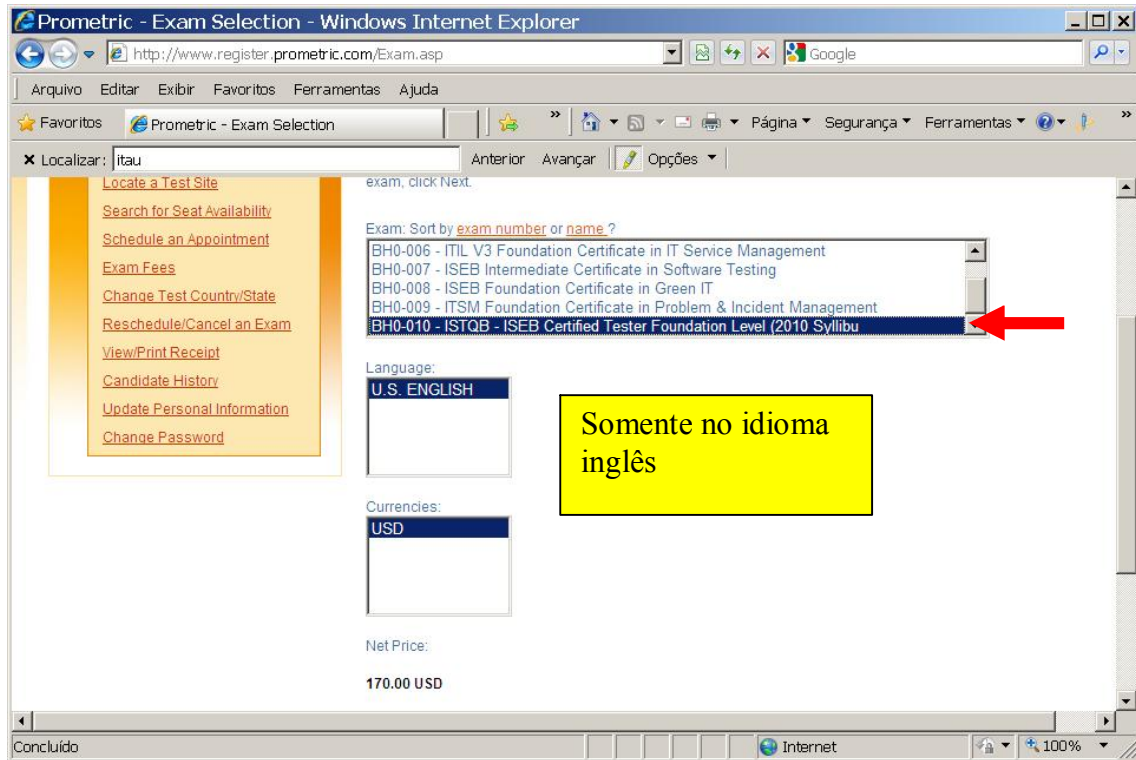 Prometric - Exam Selection - Windows Internet Explorer
http://www.register.prometric.com/Exam.asp
Google
Arquivo Editar Exibir Favoritos Ferramentas Ajuda
Favoritos Prometric - Exam Selection » Página Segurança Ferramentas »
Localizar: itau Anterior Avançar Opções
Locate a Test Site
Search for Seat Availability
Schedule an Appointment
Exam Fees
Change Test Country/State
Reschedule/Cancel an Exam
View/Print Receipt
Candidate History
Update Personal Information
Change Password
exam, click Next.
Exam: Sort by exam number or name ?
BH0-006 - ITIL V3 Foundation Certificate in IT Service Management
BH0-007 - ISEB Intermediate Certificate in Software Testing
BH0-008 - ISEB Foundation Certificate in Green IT
BH0-009 - ITSM Foundation Certificate in Problem & Incident Management
BH0-010 - ISTQB - ISEB Certified Tester Foundation Level (2010 Syllibu
Language:
U.S. ENGLISH
Somente no idioma
inglês
Currencies:
USD
Net Price:
170.00 USD
Concluído Internet 100%